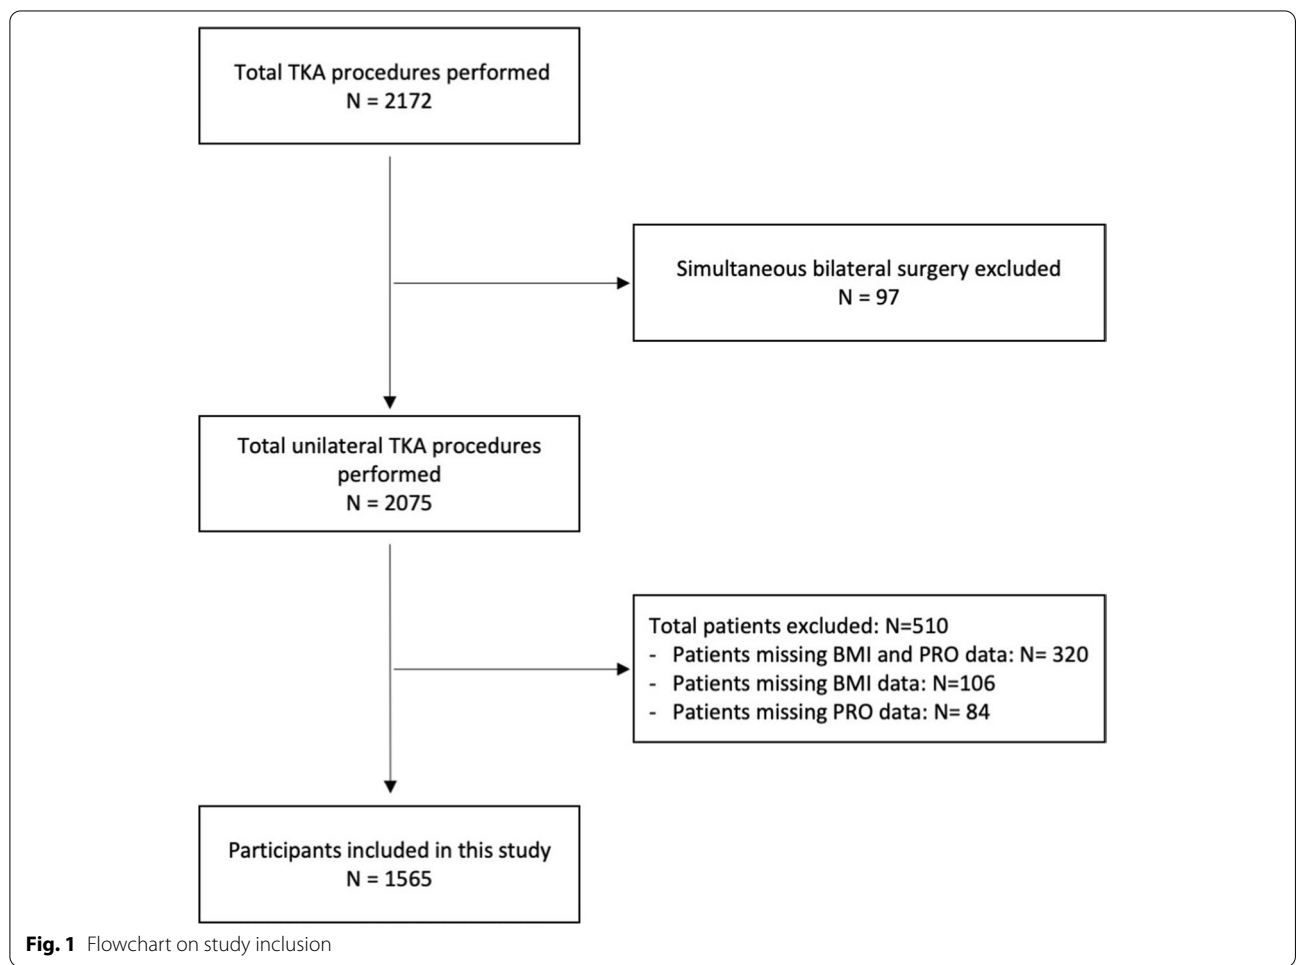 Total TKA procedures performed
N = 2172
Simultaneous bilateral surgery excluded
N = 97
Total unilateral TKA procedures
performed
N = 2075
Total patients excluded: N=510
- Patients missing BMI and PRO data: N= 320
- Patients missing BMI data: N=106
- Patients missing PRO data: N= 84
Participants included in this study
N = 1565
Fig. 1 Flowchart on study inclusion